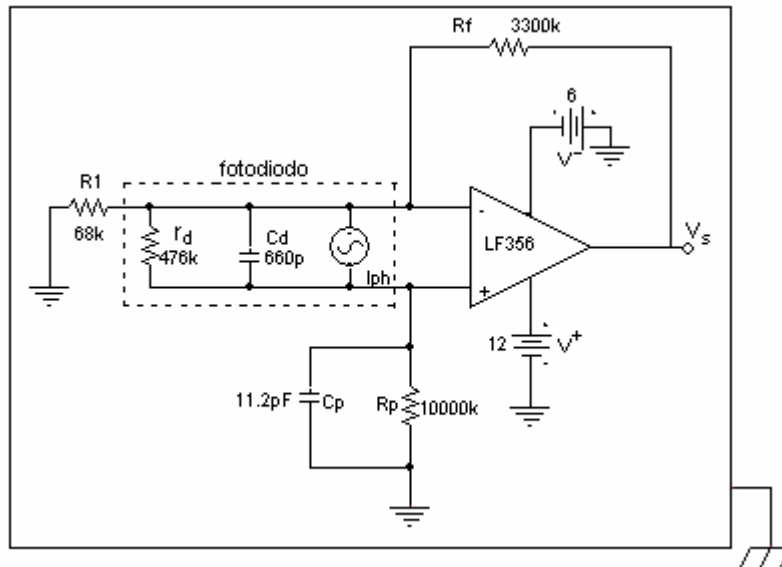 Rf 3300k
6
V-
fotodiodo
R1
68k
rd
476k
Cd
660p
Iph
-
+
LF356
Vs
12 V+
11.2pF Cp
Rp 10000k